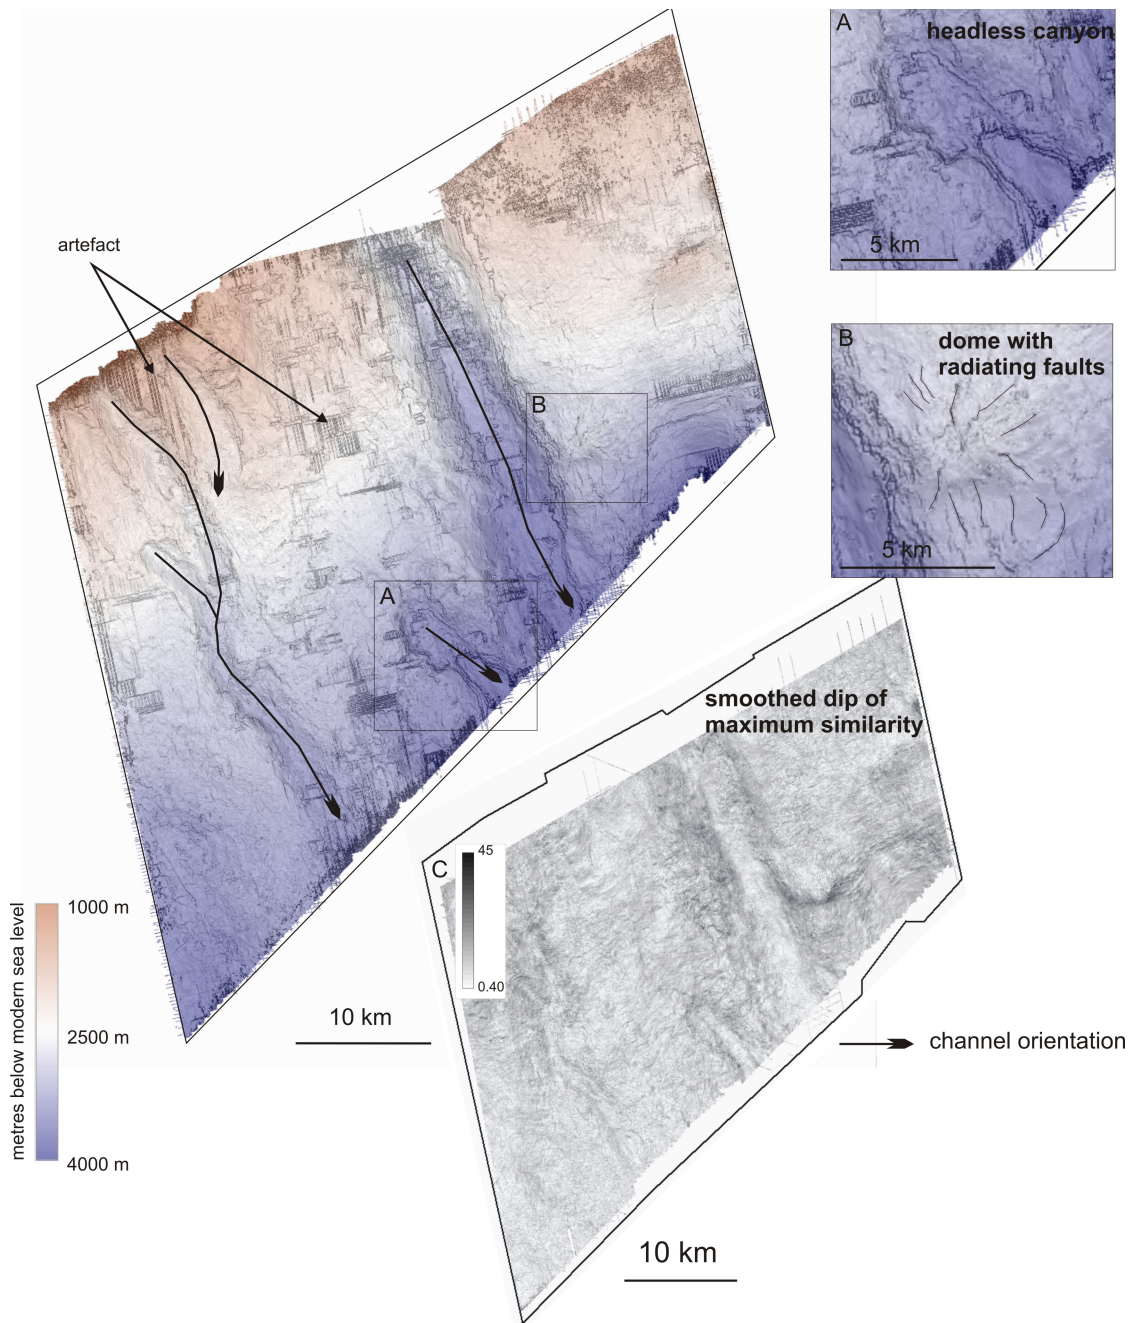 A
headless canyon
artefact
B
dome with
radiating faults
5 km
B
5 km
A
smoothed dip of
maximum similarity
C
45
0.40
metres below modern sea level
1000 m
2500 m
4000 m
10 km
channel orientation
10 km